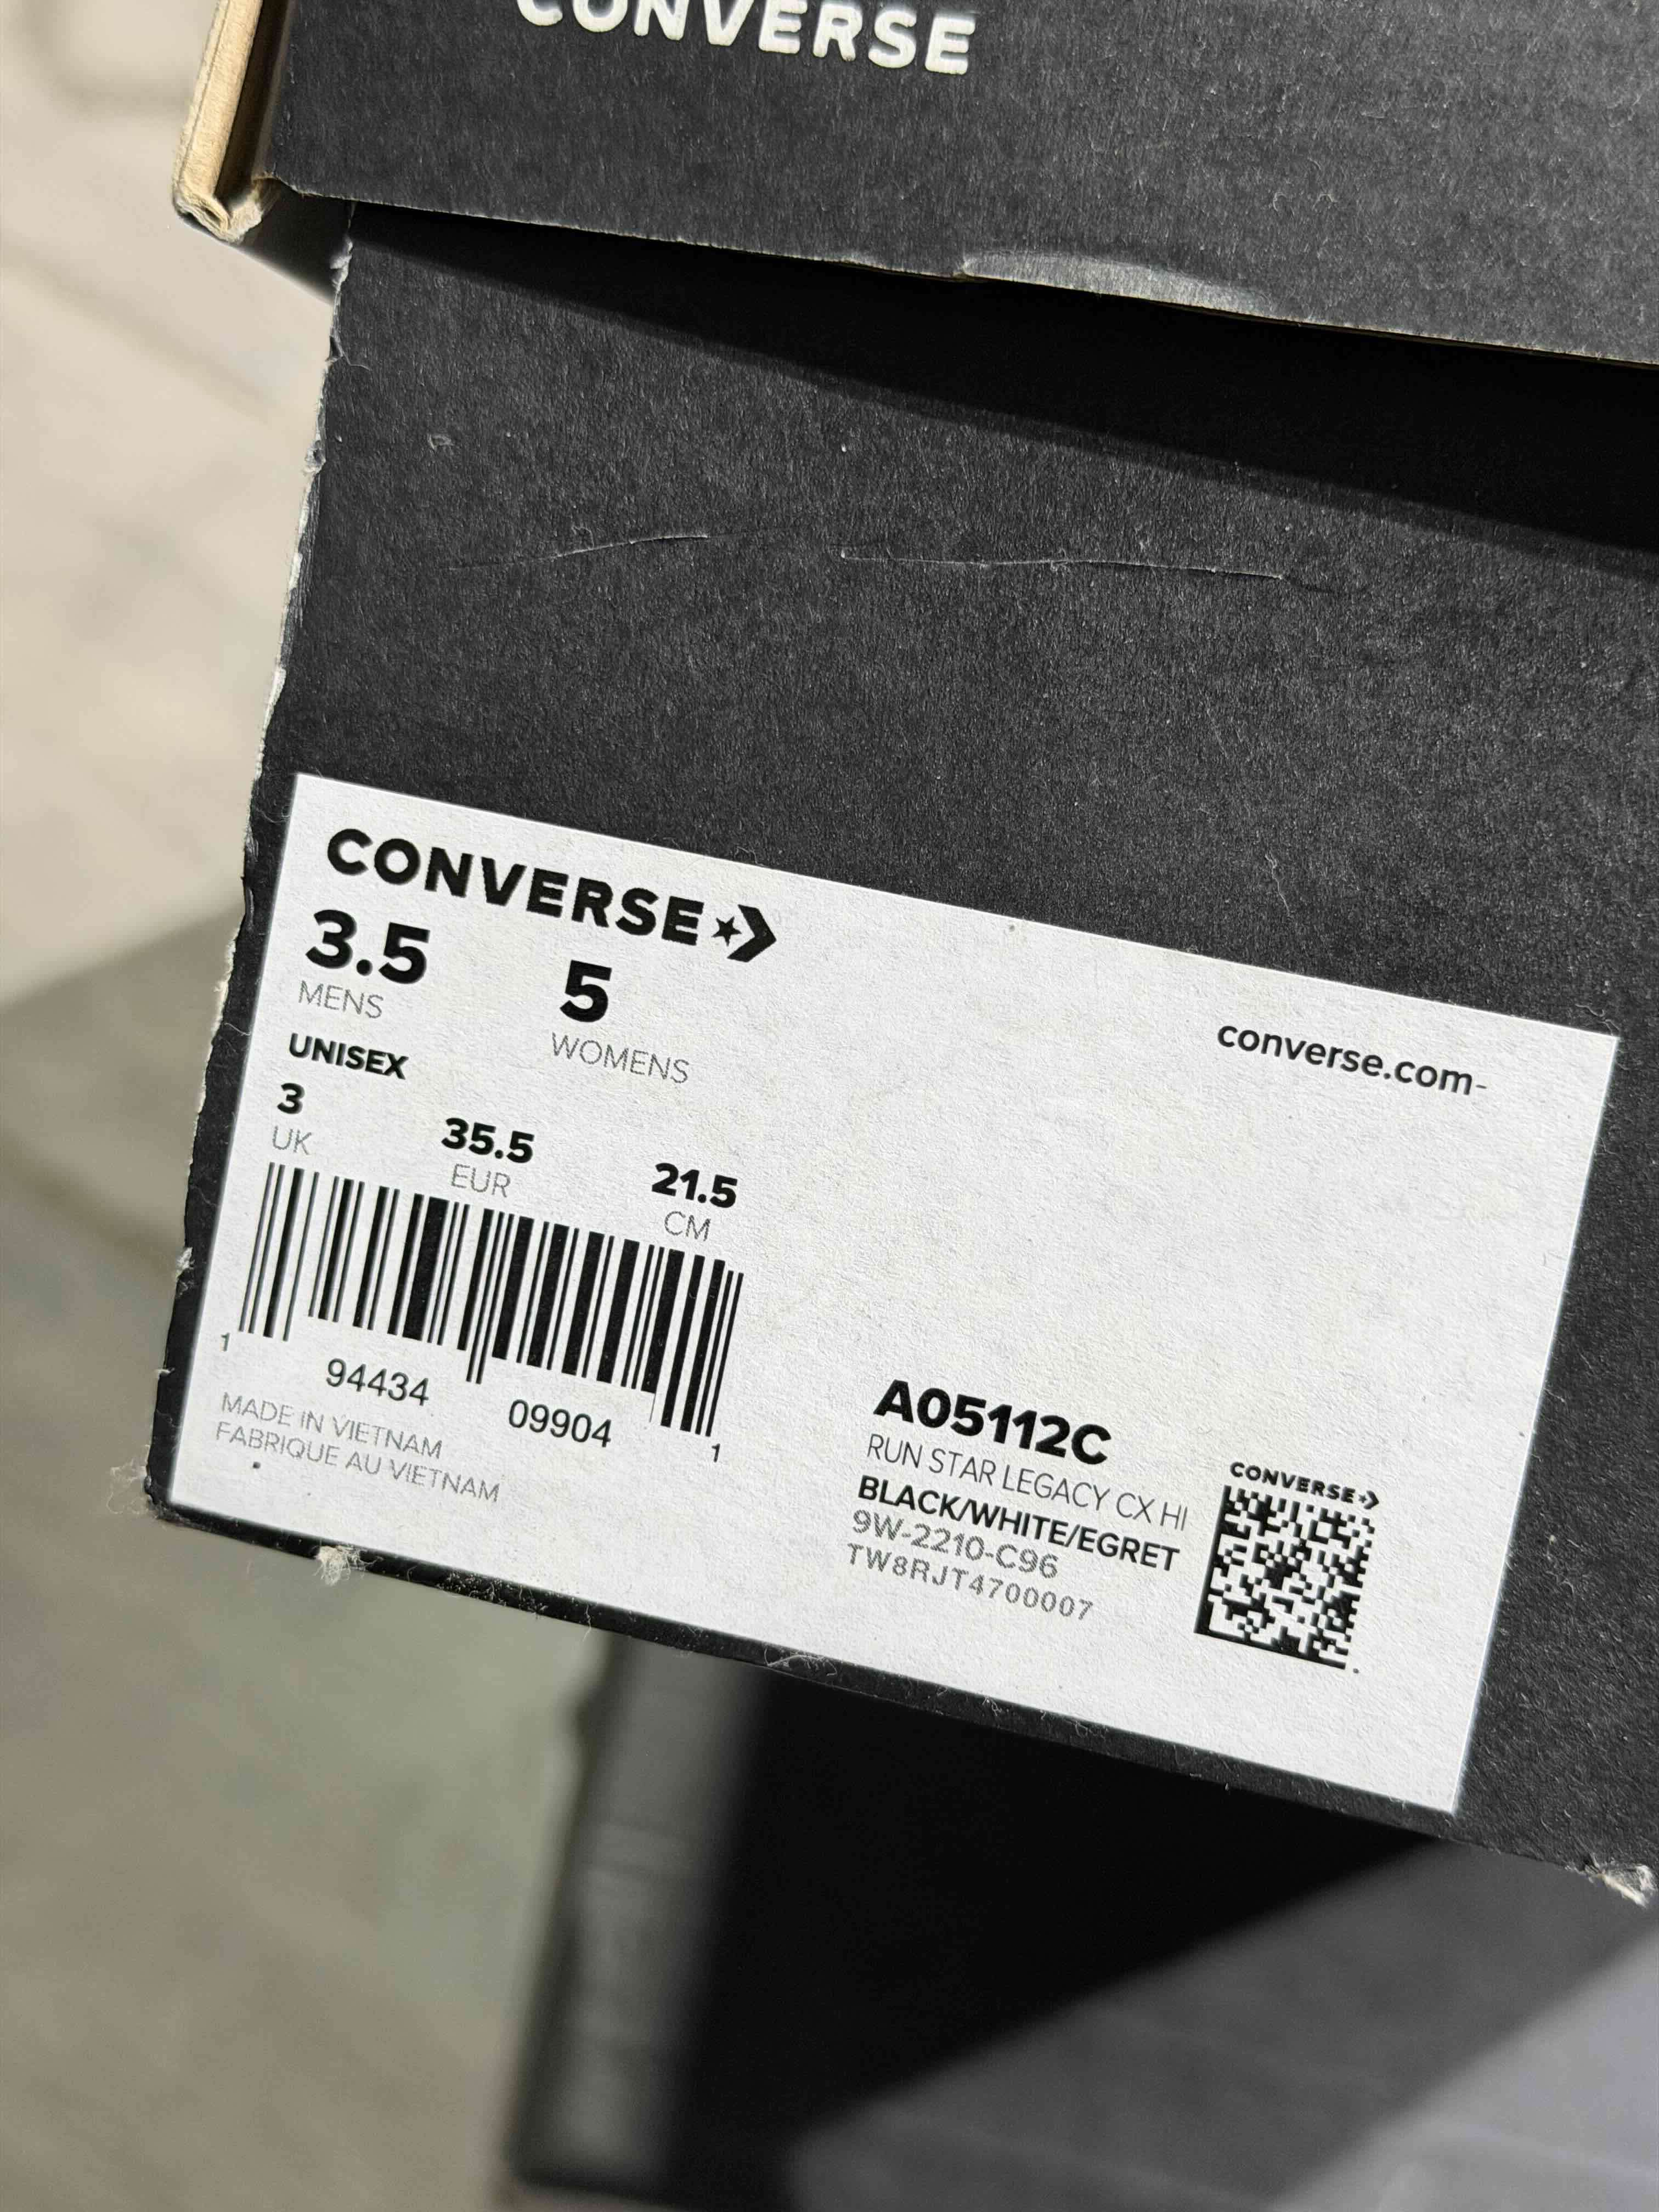 CONVERSE
CONVERSE
3.5 5
MENS WOMENS
converse.com-
UNISEX
3 35.5 21.5
UK EUR CM
1 94434 09904 1
MADE IN VIETNAM
FABRIQUE AU VIETNAM
A05112C
RUN STAR LEGACY CX HI
BLACK/WHITE/EGRET
9W-2210-C96
TW8RJT4700007
CONVERSE